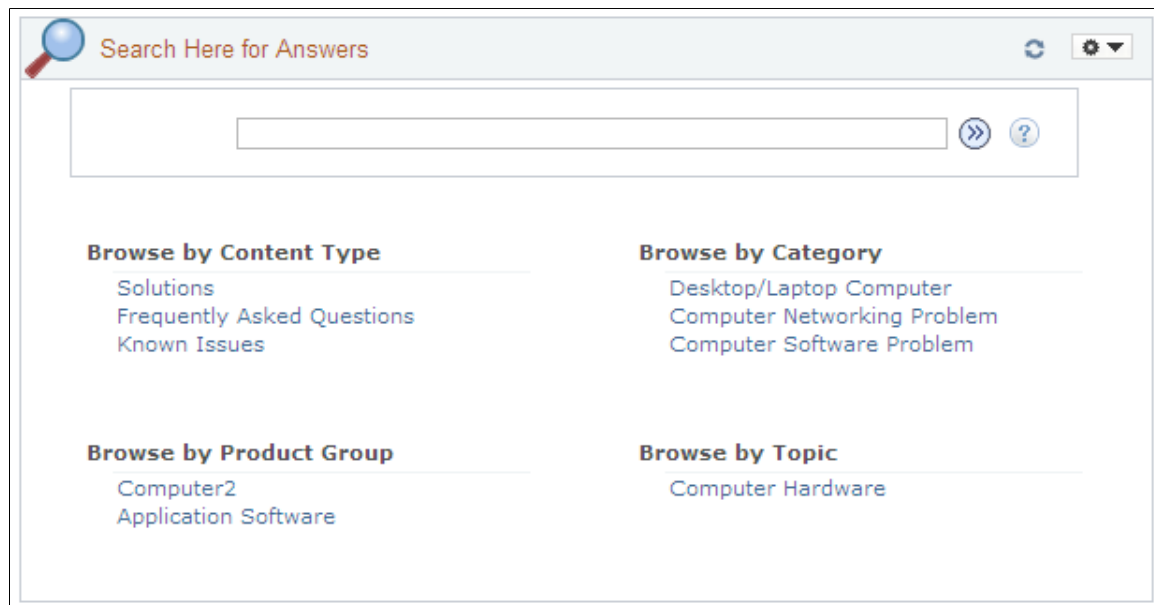 Search Here for Answers
Browse by Content Type
Solutions
Frequently Asked Questions
Known Issues
Browse by Category
Desktop/Laptop Computer
Computer Networking Problem
Computer Software Problem
Browse by Product Group
Computer2
Application Software
Browse by Topic
Computer Hardware